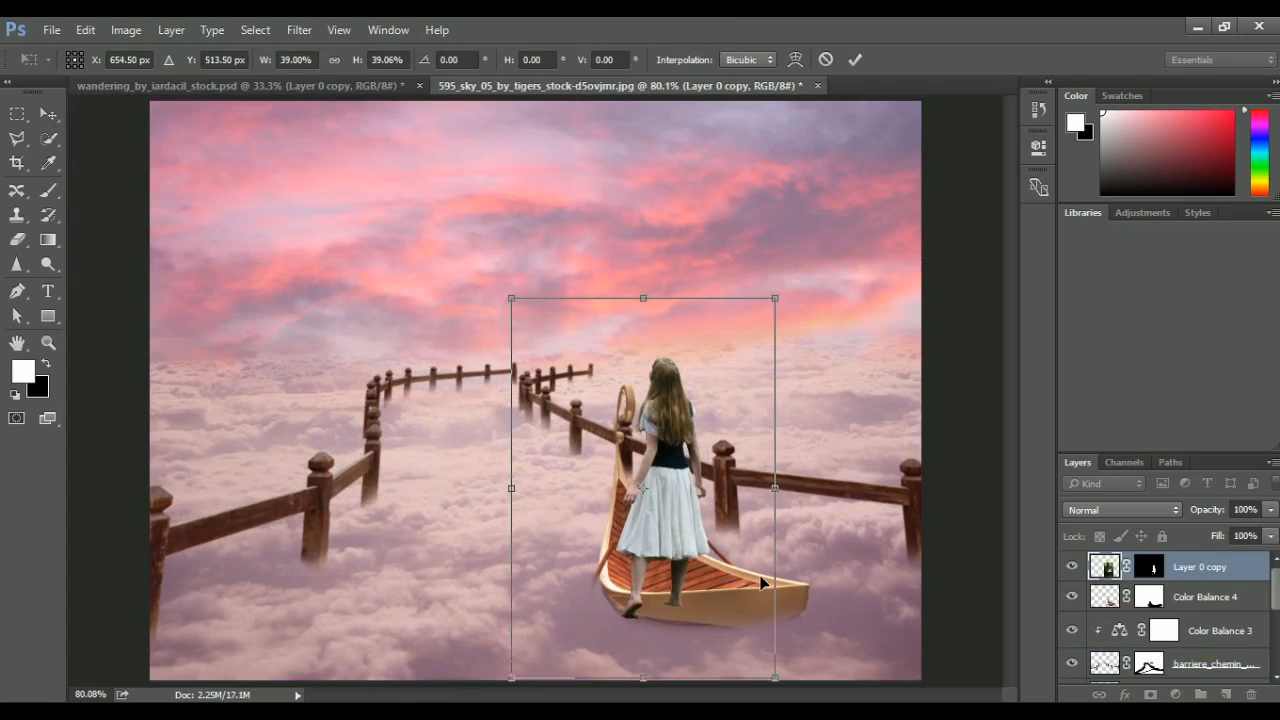 Ps File Edit Image Layer Type Select Filter View Window Help
X: 654.50 px Y: 513.50 px W: 39.00% H: 39.06% 0.00 ° H: 0.00 ° V: 0.00 ° Interpolation: Bicubic Essentials
wandering_by_iardacil_stock.psd @ 33.3% (Layer 0 copy, RGB/8#) * × 595_sky_05_by_tigers_stock-d5ovjmr.jpg @ 80.1% (Layer 0 copy, RGB/8#) * ×
Color Swatches
Libraries Adjustments Styles
Layers Channels Paths
Kind
Normal Opacity: 100%
Lock: Fill: 100%
Layer 0 copy
Color Balance 4
Color Balance 3
barriere_chemin_...
80.08% Doc: 2.25M/17.1M